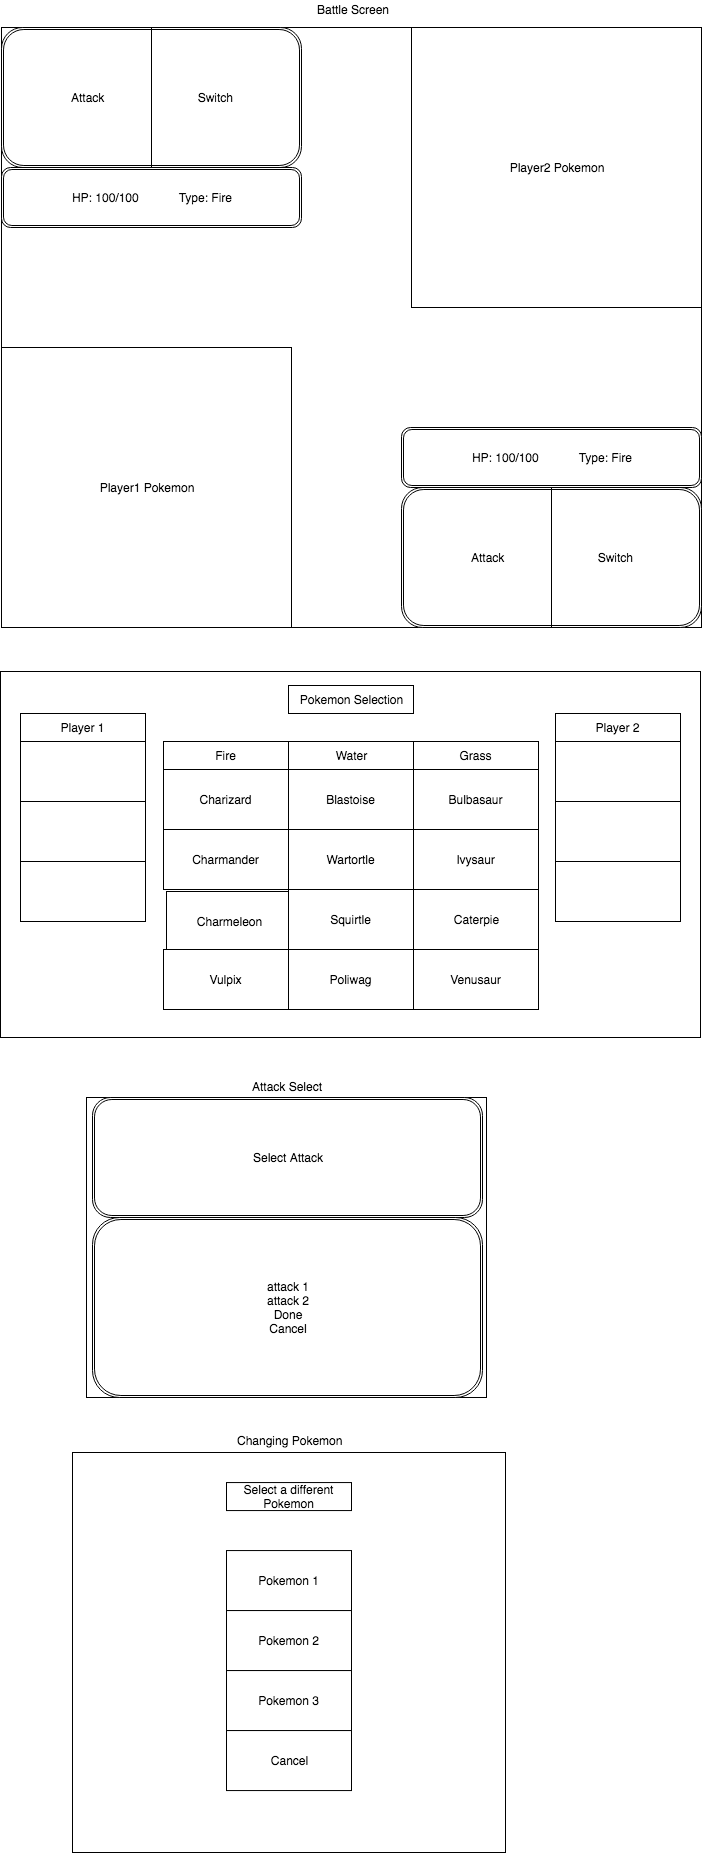 Battle Screen
Attack
Switch
Player2 Pokemon
HP: 100/100 Type: Fire
Player1 Pokemon
HP: 100/100 Type: Fire
Attack
Switch
Pokemon Selection
Player 1
Player 2
Fire Water Grass
Charizard Blastoise Bulbasaur
Charmander Wartortle Ivysaur
Charmeleon Squirtle Caterpie
Vulpix Poliwag Venusaur
Attack Select
Select Attack
attack 1
attack 2
Done
Cancel
Changing Pokemon
Select a different
Pokemon
Pokemon 1
Pokemon 2
Pokemon 3
Cancel